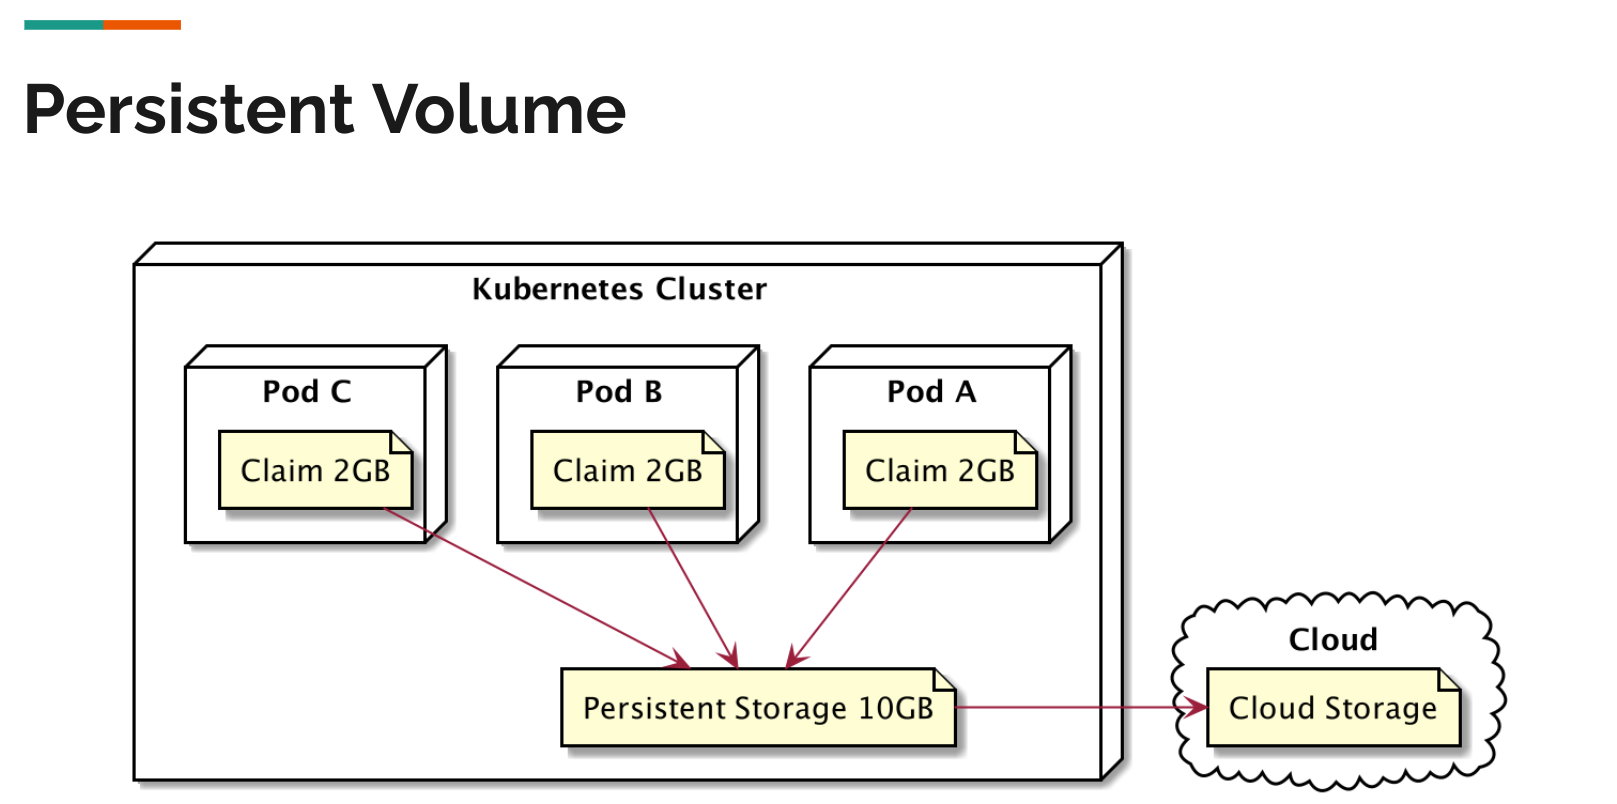 Persistent Volume
Kubernetes Cluster
Pod C
Claim 2GB
Pod B
Claim 2GB
Pod A
Claim 2GB
Persistent Storage 10GB
Cloud
Cloud Storage